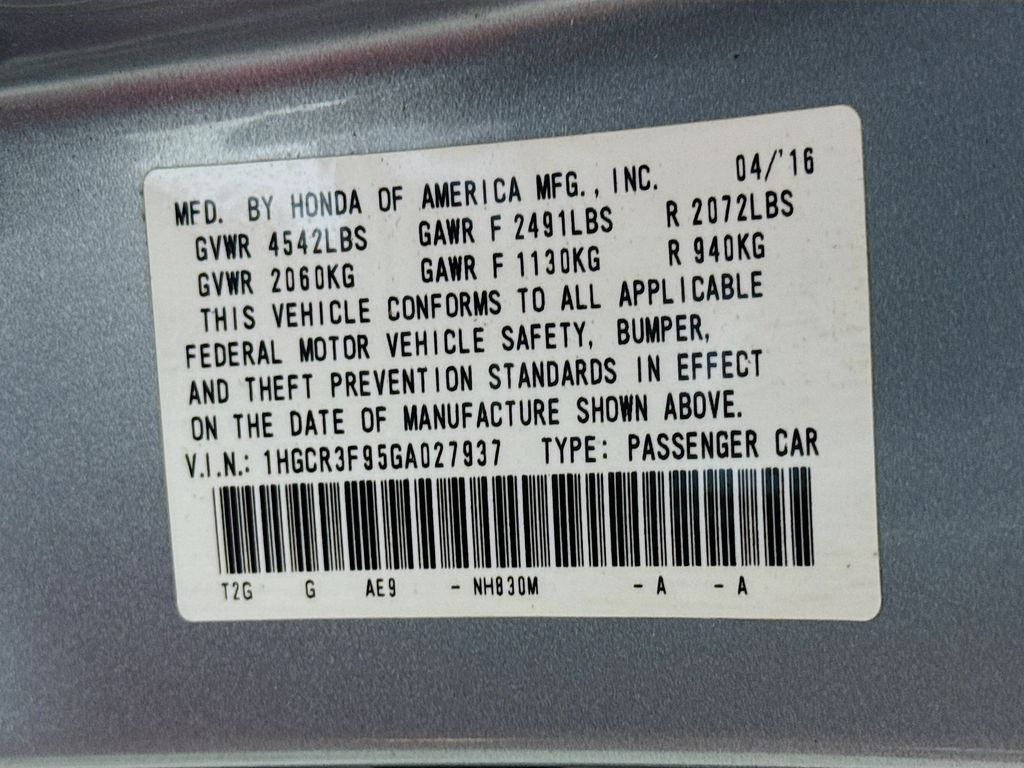 MFD. BY HONDA OF AMERICA MFG., INC. 04/'16
GVWR 4542LBS GAWR F 2491LBS R 2072LBS
GVWR 2060KG GAWR F 1130KG R 940KG
THIS VEHICLE CONFORMS TO ALL APPLICABLE
FEDERAL MOTOR VEHICLE SAFETY, BUMPER,
AND THEFT PREVENTION STANDARDS IN EFFECT
ON THE DATE OF MANUFACTURE SHOWN ABOVE.
V.I.N.: 1HGCR3F95GA027937 TYPE: PASSENGER CAR
T2G G AE9 - NH830M - A - A